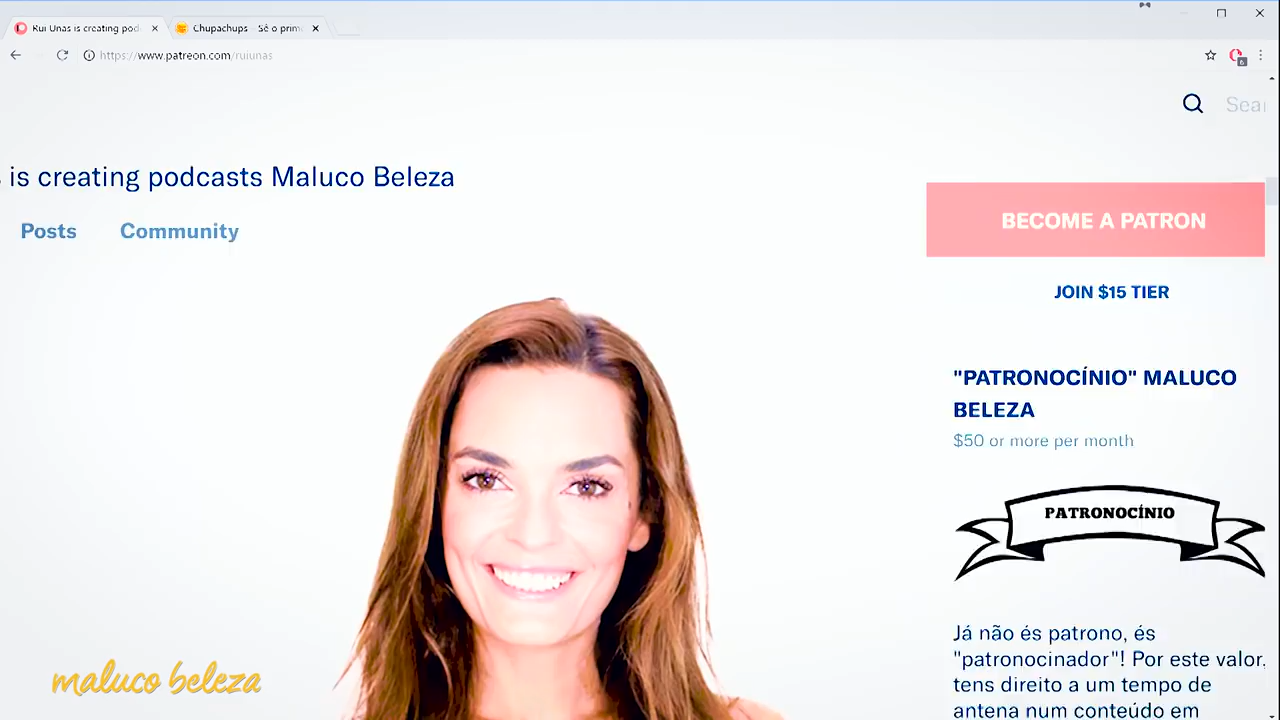 Rui Unas is creating pod
Chupachups - Sê o prim
https://www.patreon.com/ruiunas
6
is creating podcasts Maluco Beleza
Posts
Community
BECOME A PATRON
JOIN $15 TIER
"PATRONOCÍNIO" MALUCO
BELEZA
$50 or more per month
PATRONOCÍNIO
Já não és patrono, és
"patronocinador"! Por este valor,
tens direito a um tempo de
antena num conteúdo em
maluco beleza